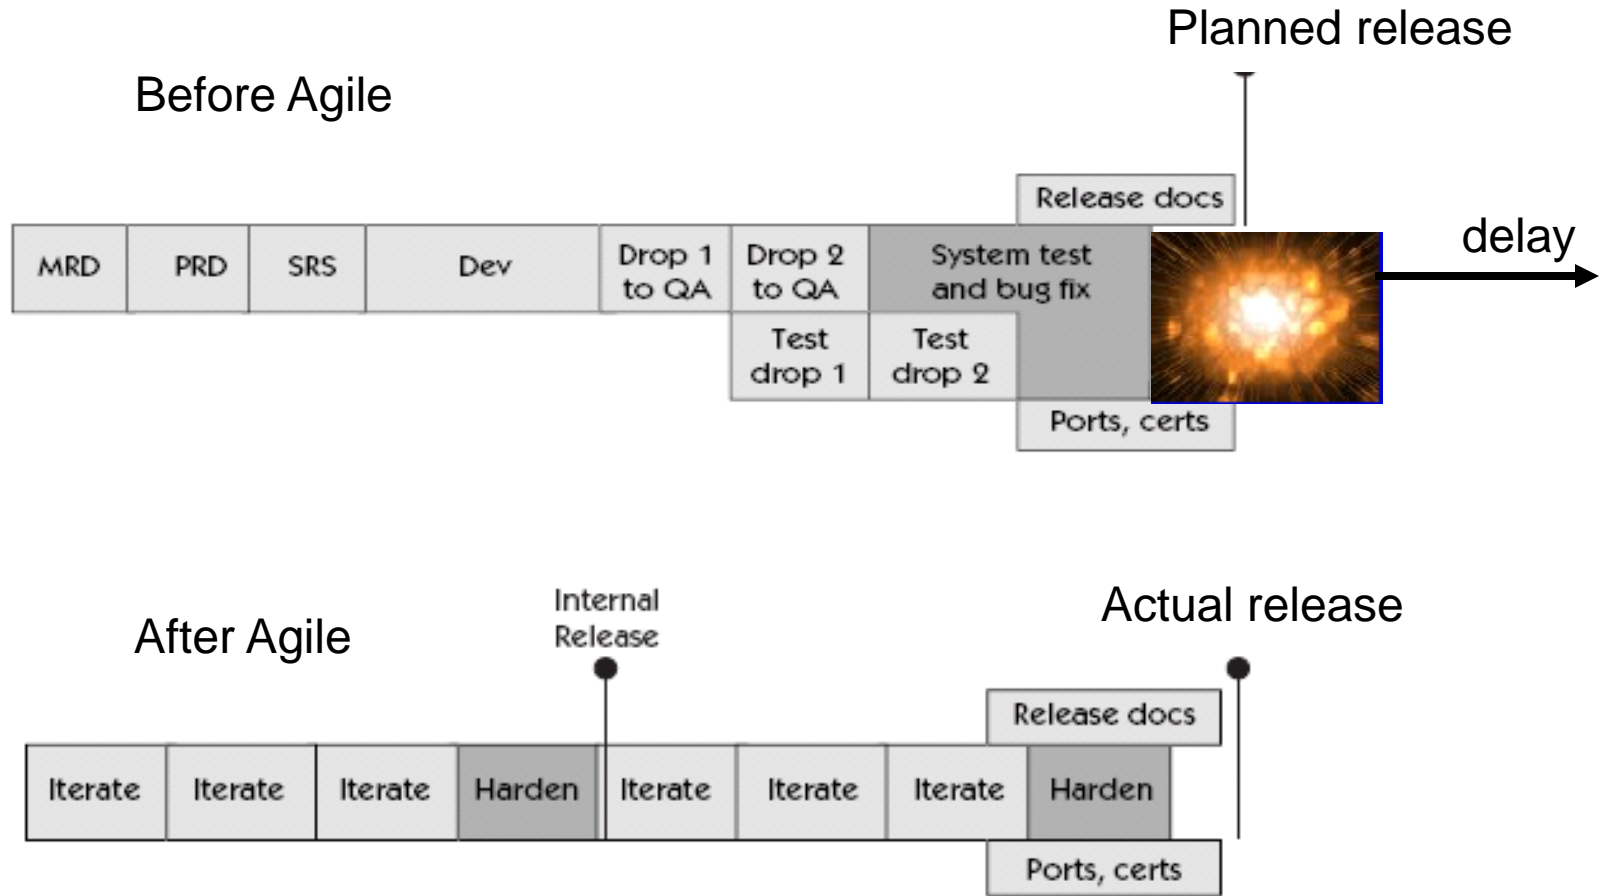 Planned release
Before Agile
Release docs
delay
MRD
PRD
SRS
Dev
Drop 1
to QA
Drop 2
to QA
System test
and bug fix
Test
drop 1
Test
drop 2
Ports, certs
Internal
Release
Actual release
After Agile
Release docs
Iterate
Iterate
Iterate
Harden
Iterate
Iterate
Iterate
Harden
Ports, certs